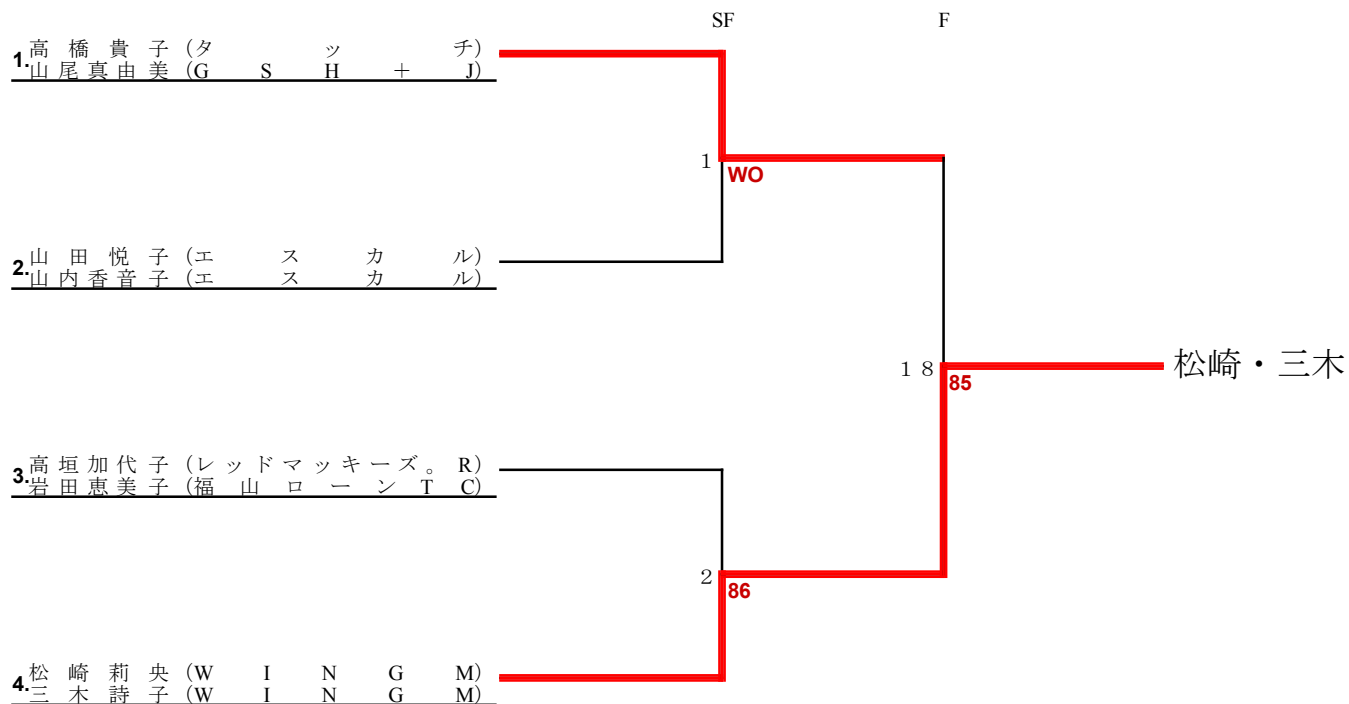 SF F
1. 高橋貴子 (タッチ)
山尾真由美 (GSH+J)
1 WO
2. 山田悦子 (エスカル)
山内香音子 (エスカル)
18 85 松崎・三木
3. 高垣加代子 (レッドマッキーズ。R)
岩田恵美子 (福山ローンTC)
2 86
4. 松崎莉央 (WINGM)
三木詩子 (WINGM)